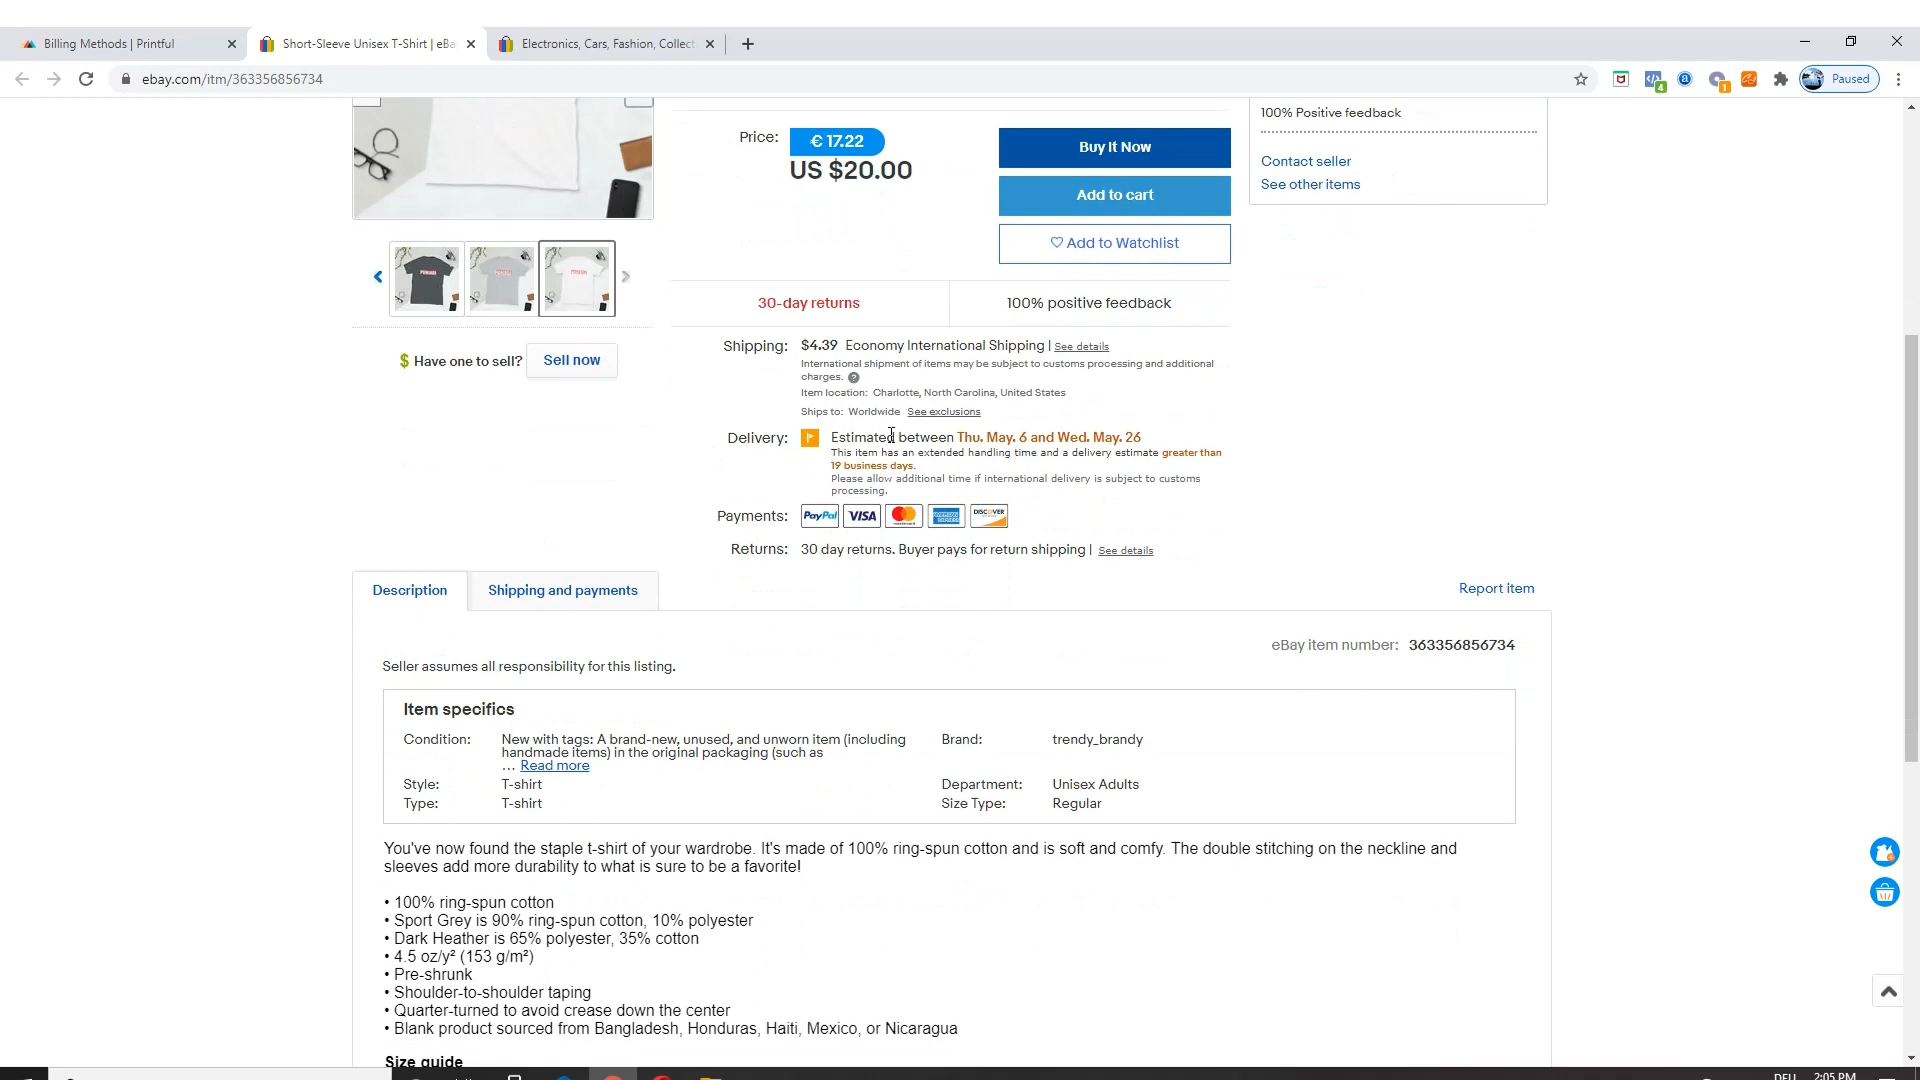 Billing Methods | Printful
Short-Sleeve Unisex T-Shirt | eBa
Electronics, Cars, Fashion, Collect
ebay.com/itm/363356856734
4
1
Paused
100% Positive feedback
Price:
€ 17.22
US $20.00
Buy It Now
Add to cart
Add to Watchlist
Contact seller
See other items
30-day returns
100% positive feedback
$ Have one to sell?
Sell now
Shipping:
$4.39 Economy International Shipping | See details
International shipment of items may be subject to customs processing and additional
charges. ?
Item location: Charlotte, North Carolina, United States
Ships to: Worldwide See exclusions
Delivery:
Estimated between Thu. May. 6 and Wed. May. 26
This item has an extended handling time and a delivery estimate greater than
19 business days.
Please allow additional time if international delivery is subject to customs
processing.
Payments:
PayPal VISA DISCOVER
Returns:
30 day returns. Buyer pays for return shipping | See details
Description
Shipping and payments
Report item
eBay item number: 363356856734
Seller assumes all responsibility for this listing.
Item specifics
Condition:
New with tags: A brand-new, unused, and unworn item (including
handmade items) in the original packaging (such as
... Read more
Brand:
trendy_brandy
Style:
T-shirt
Department:
Unisex Adults
Type:
T-shirt
Size Type:
Regular
You've now found the staple t-shirt of your wardrobe. It's made of 100% ring-spun cotton and is soft and comfy. The double stitching on the neckline and
sleeves add more durability to what is sure to be a favorite!
• 100% ring-spun cotton
• Sport Grey is 90% ring-spun cotton, 10% polyester
• Dark Heather is 65% polyester, 35% cotton
• 4.5 oz/y² (153 g/m²)
• Pre-shrunk
• Shoulder-to-shoulder taping
• Quarter-turned to avoid crease down the center
• Blank product sourced from Bangladesh, Honduras, Haiti, Mexico, or Nicaragua
Size guide
DEU
2:05 PM